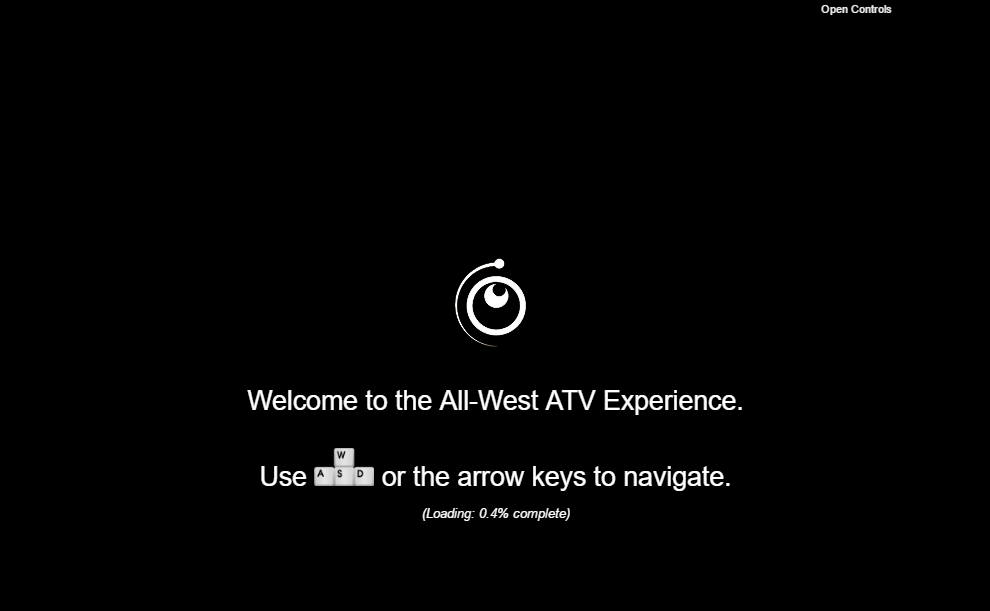 Open Controls
Welcome to the All-West ATV Experience.
W
Use A S D or the arrow keys to navigate.
(Loading: 0.4% complete)